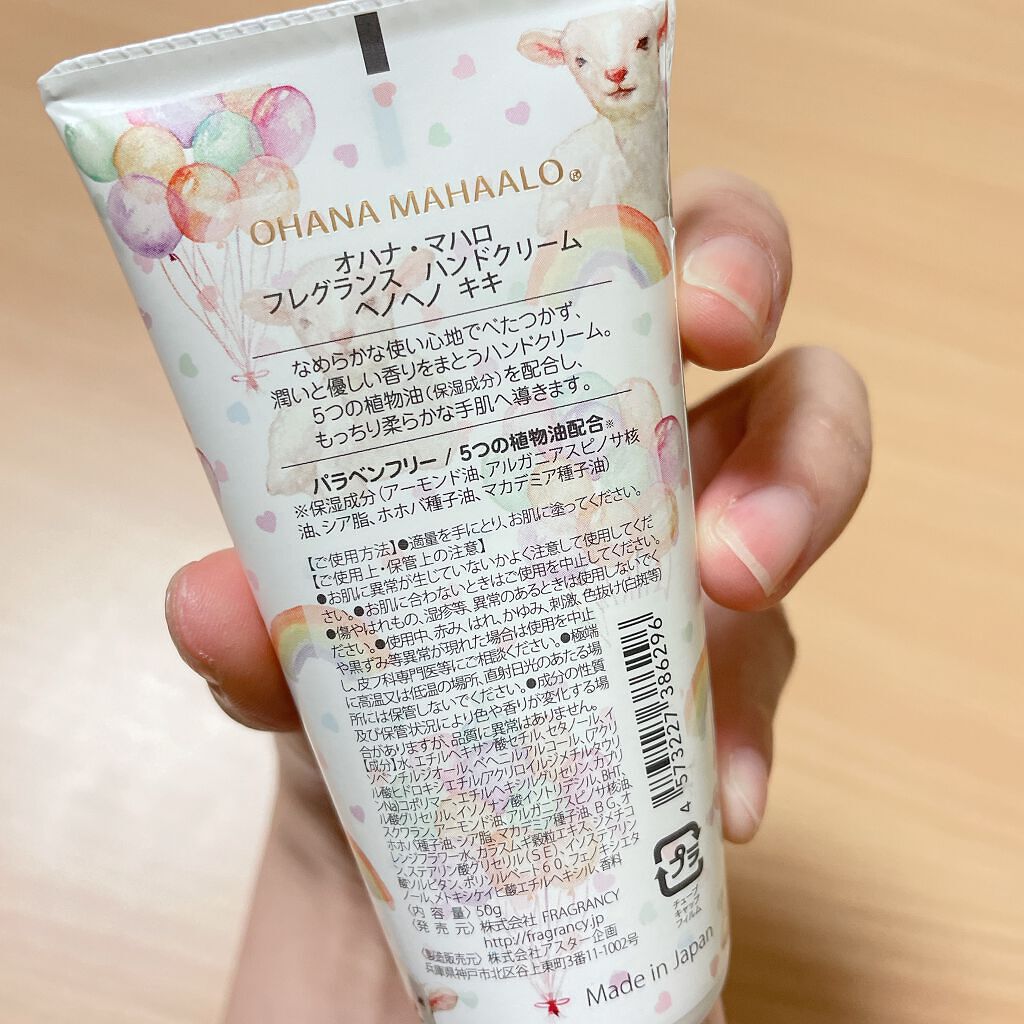 OHANA MAHAALO®
オハナ・マハロ
フレグランス ハンドクリーム
ヘノヘノ キキ
なめらかな使い心地でべたつかず、
潤いと優しい香りをまとうハンドクリーム。
5つの植物油(保湿成分)を配合し、
もっちり柔らかな手肌へ導きます。
パラベンフリー / 5つの植物油配合※
※保湿成分(アーモンド油、アルガニアスピノサ核
油、シア脂、ホホバ種子油、マカデミア種子油)
【ご使用方法】●適量を手にとり、お肌に塗ってください。
【ご使用上・保管上の注意】
●お肌に異常が生じていないかよく注意して使用してくだ
さい。●お肌に合わないときはご使用を中止してください。
●傷やはれもの、湿疹等、異常のあるときは使用しないでく
ださい。●使用中、赤み、はれ、かゆみ、刺激、色抜け(白斑等)
や黒ずみ等異常が現れた場合は使用を中止
し、皮フ科専門医等にご相談ください。●極端
に高温又は低温の場所、直射日光のあたる場
所には保管しないでください。●成分の性質
及び保管状況により色や香りが変化する場
合がありますが、品質に異常はありません。
【成分】水、エチルヘキサン酸セチル、セタノール、イ
ソペンチルジオール、ベヘニルアルコール、(アクリ
ル酸ヒドロキシエチル/アクリロイルジメチルタウリ
ンNa)コポリマー、エチルヘキシルグリセリン、カプリ
ル酸グリセリル、イソノナン酸イソトリデシル、BHT、
スクワラン、アーモンド油、アルガニアスピノサ核油、
ホホバ種子油、シア脂、マカデミア種子油、BG、オ
レンジフラワー水、カラスムギ穀粒エキス、ジメチコ
ン、ステアリン酸グリセリル(SE)、イソステアリン
酸ソルビタン、ポリソルベート60、フェノキシエタ
ノール、メトキシケイヒ酸エチルヘキシル、香料
〈内 容 量〉50g
〈発 売 元〉株式会社 FRAGRANCY
http://fragrancy.jp
〈製造販売元〉株式会社アスター企画
兵庫県神戸市北区谷上東町3番11-1002号
4 573227 386296
プラ
チューブ
キャップ
フィルム
Made in Japan